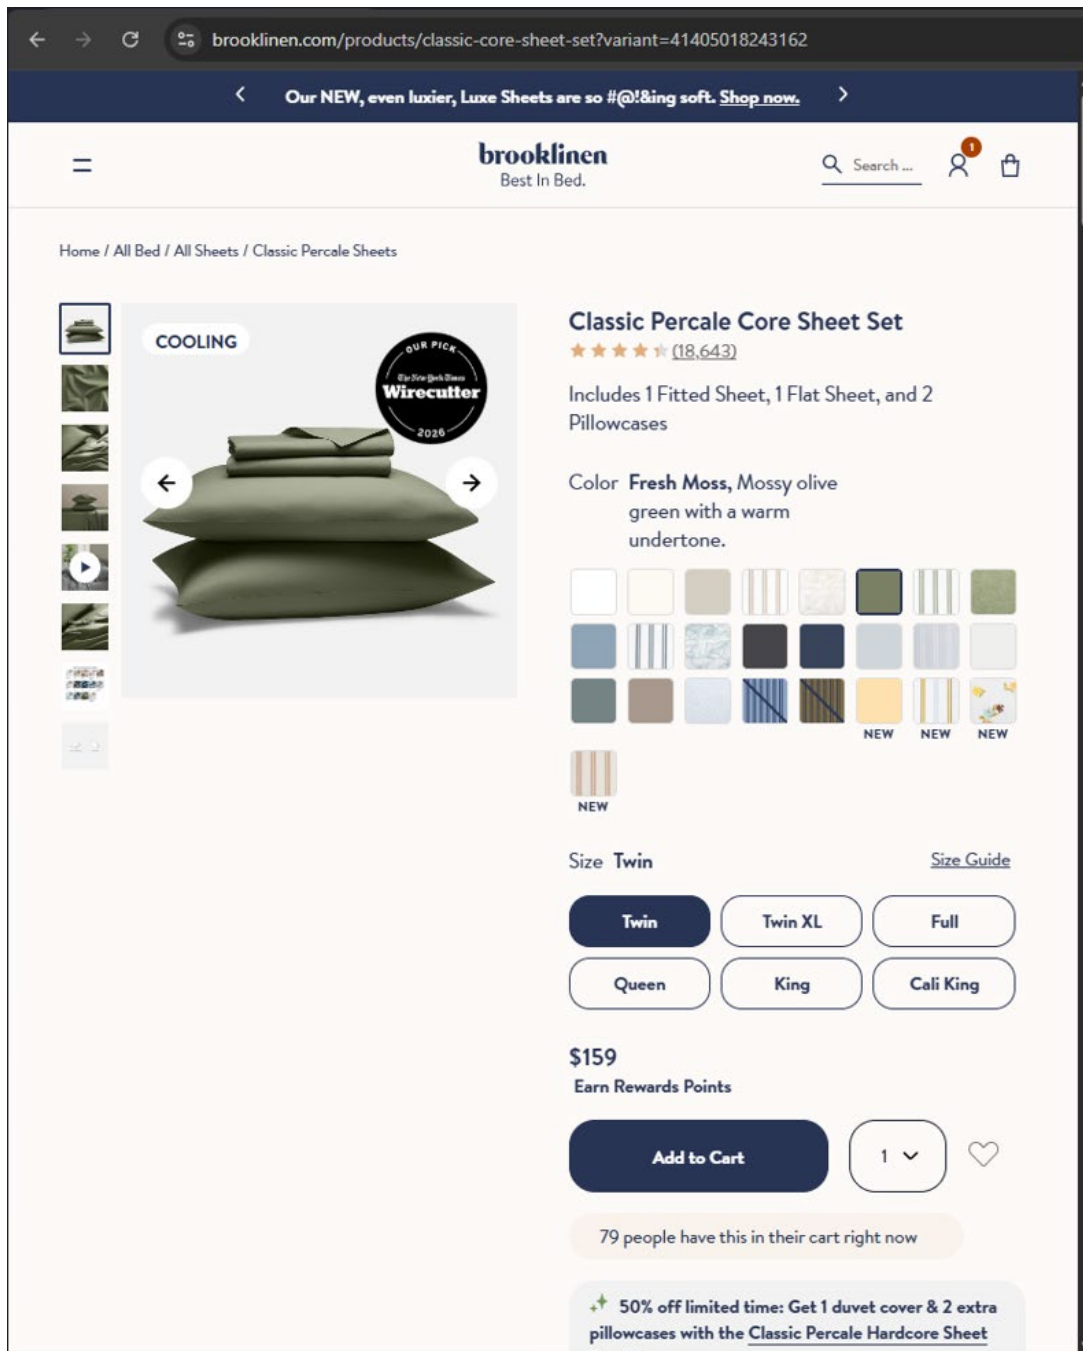 brooklinen.com/products/classic-core-sheet-set?variant=41405018243162
Our NEW, even luxier, Luxe Sheets are so #@!&ing soft. Shop now.
brooklinen
Best In Bed.
Search ...
1
Home / All Bed / All Sheets / Classic Percale Sheets
COOLING
OUR PICK
The New York Times
Wirecutter
2026
Classic Percale Core Sheet Set
(18,643)
Includes 1 Fitted Sheet, 1 Flat Sheet, and 2
Pillowcases
Color Fresh Moss, Mossy olive
green with a warm
undertone.
NEW NEW NEW
NEW
Size Twin
Size Guide
Twin Twin XL Full
Queen King Cali King
$159
Earn Rewards Points
Add to Cart
1
79 people have this in their cart right now
50% off limited time: Get 1 duvet cover & 2 extra
pillowcases with the Classic Percale Hardcore Sheet